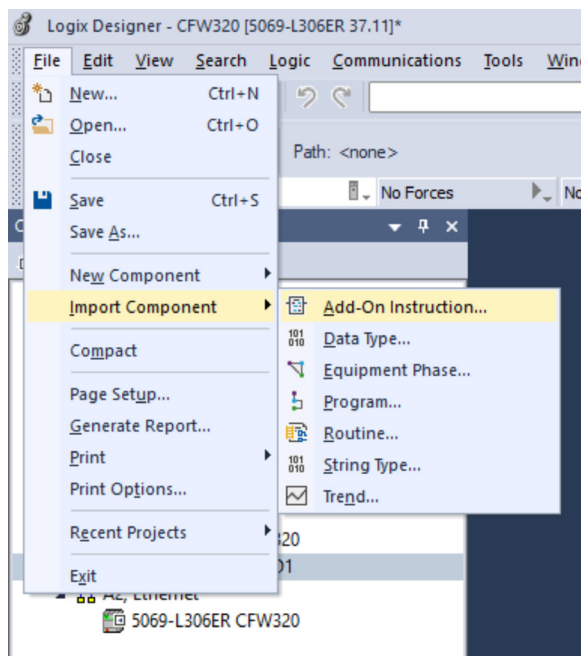 Logix Designer - CFW320 [5069-L306ER 37.11]*
File Edit View Search Logic Communications Tools
New... Ctrl+N
Open... Ctrl+O
Close
Path: <none>
Save Ctrl+S
No Forces
Save As...
New Component
Import Component
Add-On Instruction...
Data Type...
Compact
Equipment Phase...
Page Setup...
Program...
Generate Report...
Routine...
Print
String Type...
Print Options...
Trend...
Recent Projects
Exit
5069-L306ER CFW320